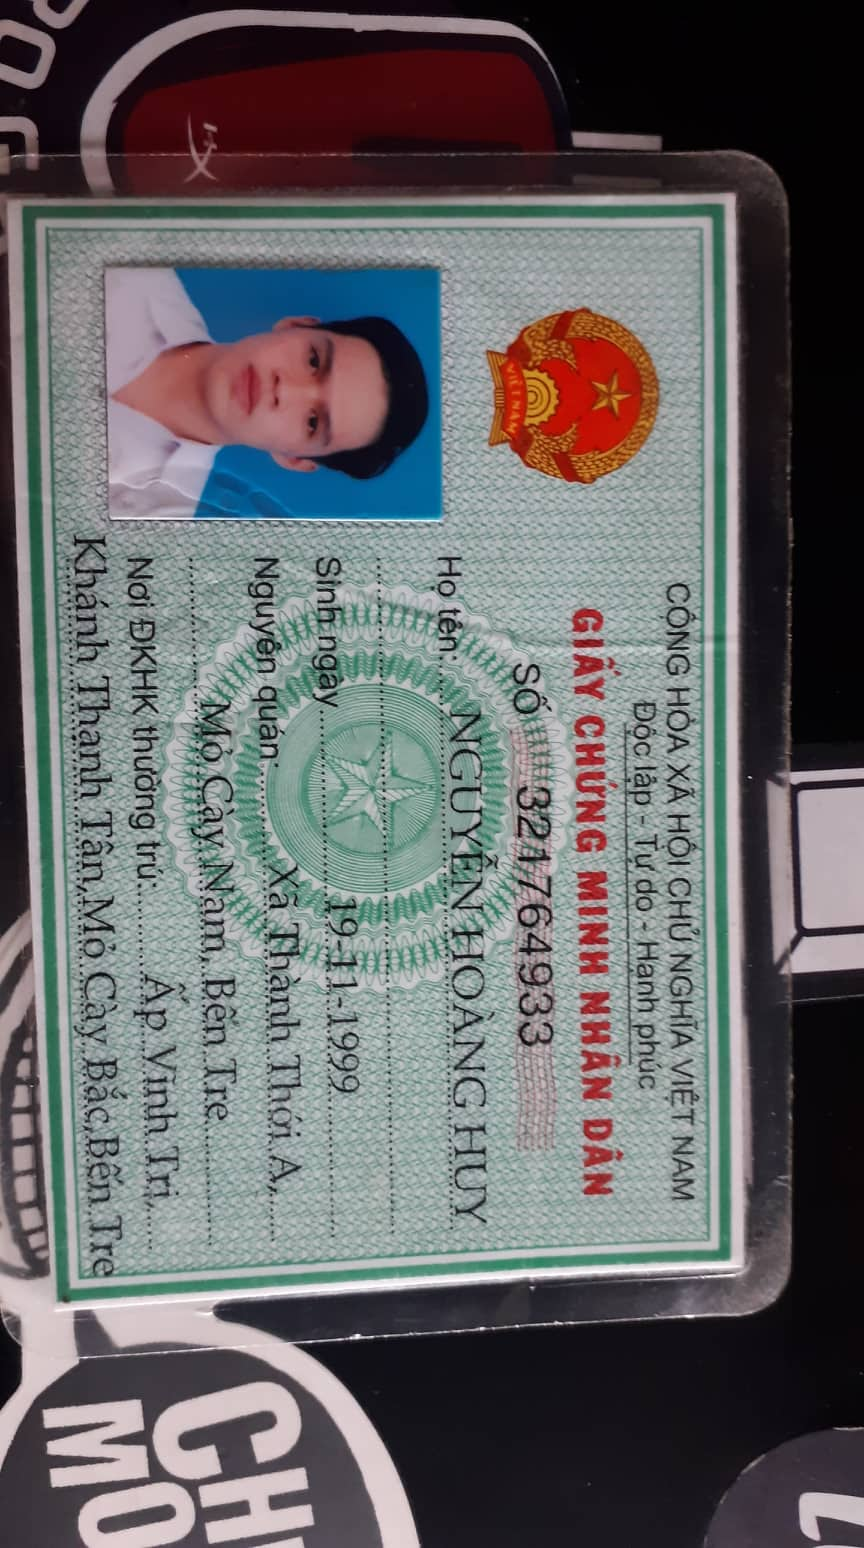 CỘNG HÒA XÃ HỘI CHỦ NGHĨA VIỆT NAM
Độc lập - Tự do - Hạnh phúc
GIẤY CHỨNG MINH NHÂN DÂN
SỐ 321764933
Họ tên: NGUYỄN HOÀNG HUY
Sinh ngày 19-11-1999
Nguyên quán Xã Thành Thới A,
Mỏ Cày Nam, Bến Tre
Nơi ĐKHK thường trú: Ấp Vĩnh Trị,
Khánh Thạnh Tân,Mỏ Cày Bắc,Bến Tre
VIỆT NAM
HX
CH
MO